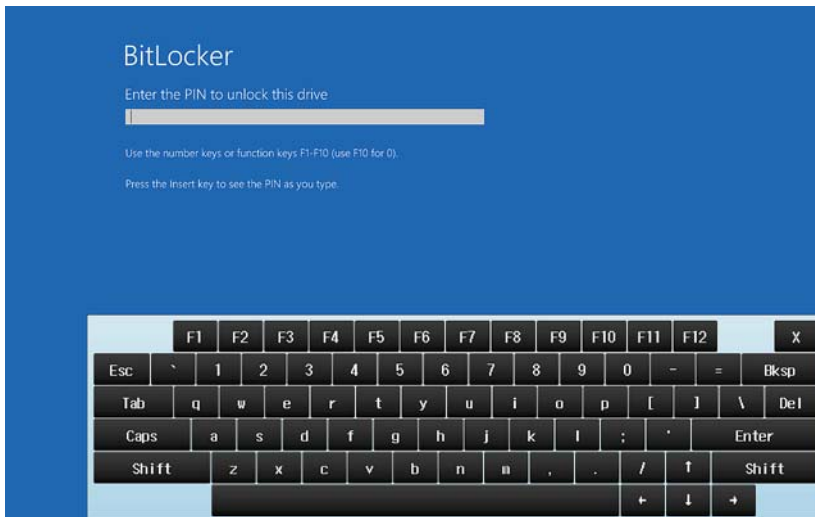 BitLocker
Enter the PIN to unlock this drive
Use the number keys or function keys F1-F10 (use F10 for 0).
Press the Insert key to see the PIN as you type.
F1 F2 F3 F4 F5 F6 F7 F8 F9 F10 F11 F12 X
Esc ` 1 2 3 4 5 6 7 8 9 0 - = Bksp
Tab q w e r t y u i o p [ ] \ Del
Caps a s d f g h j k l ; ' Enter
Shift z x c v b n m , . / ↑ Shift
← ↓ →